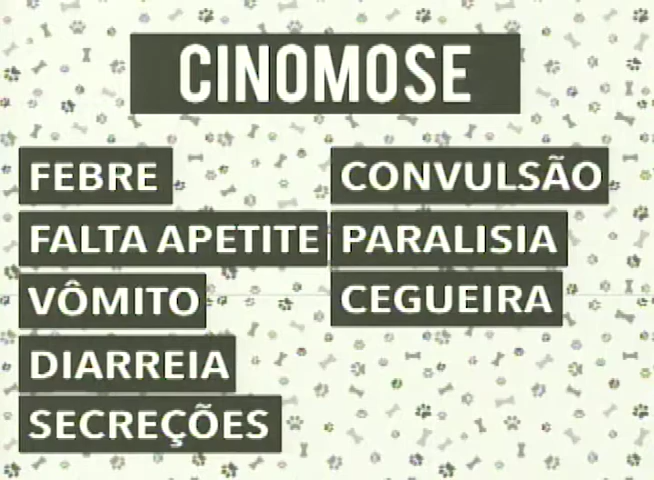 CINOMOSE
FEBRE
FALTA APETITE
VÔMITO
DIARREIA
SECREÇÕES
CONVULSÃO
PARALISIA
CEGUEIRA